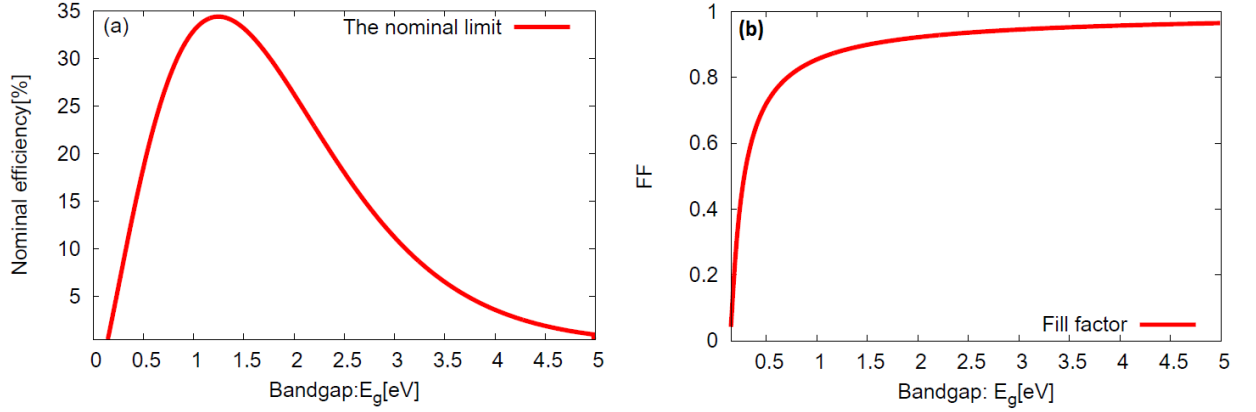 (a)
The nominal limit
Nominal efficiency[%]
35
30
25
20
15
10
5
0 0.5 1 1.5 2 2.5 3 3.5 4 4.5 5
Bandgap:E_g[eV]
(b)
FF
1
0.8
0.6
0.4
0.2
0
Fill factor
0.5 1 1.5 2 2.5 3 3.5 4 4.5 5
Bandgap: E_g[eV]